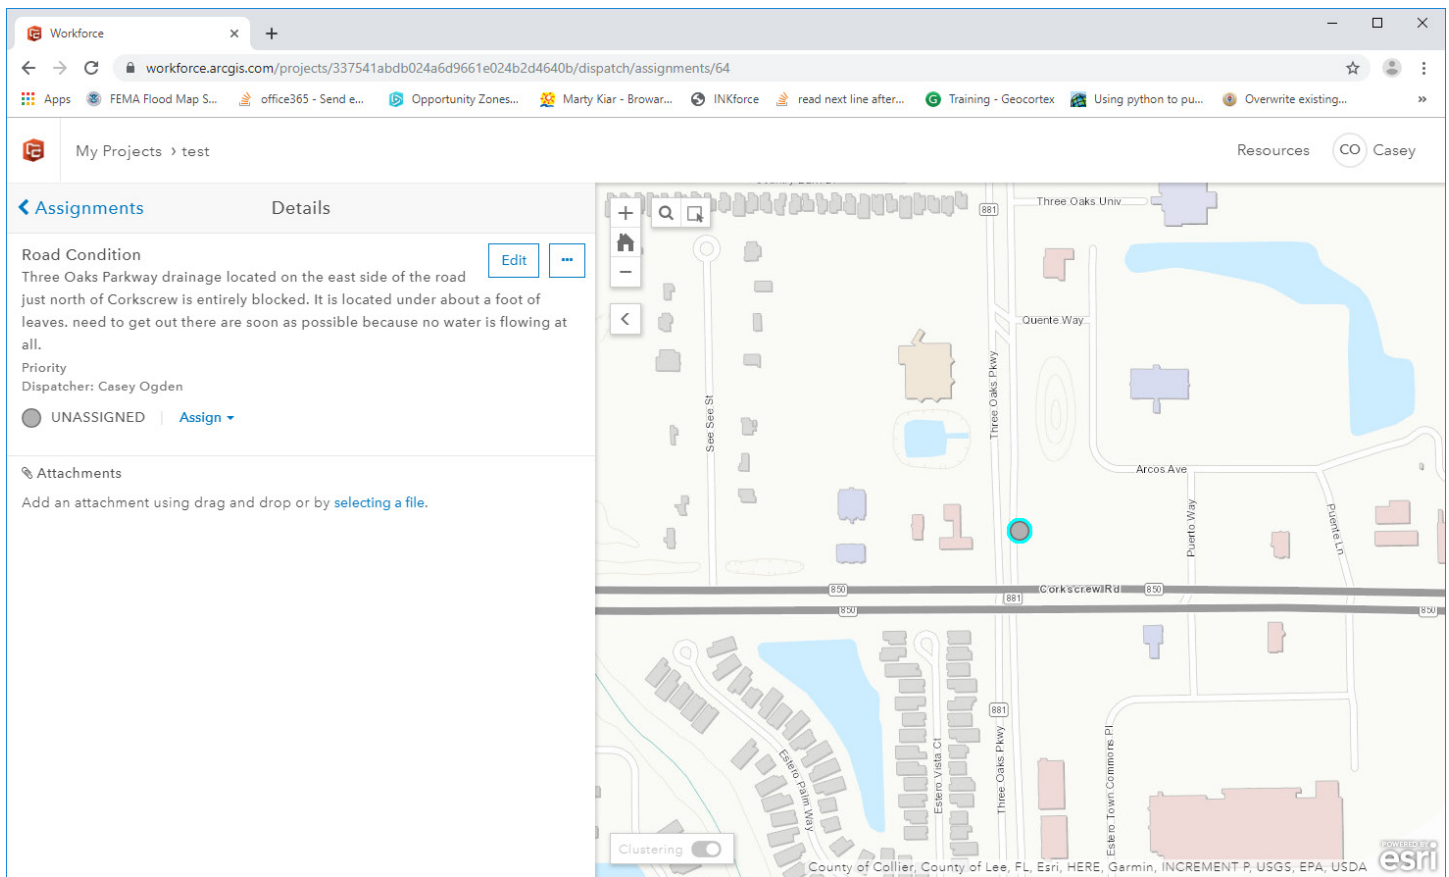 Workforce
workforce.arcgis.com/projects/337541abdb024a6d9661e024b2d4640b/dispatch/assignments/64
Apps FEMA Flood Map S... office365 - Send e... Opportunity Zones... Marty Kiar - Browar... INKforce read next line after... Training - Geocortex Using python to pu... Overwrite existing... »
My Projects > test Resources CO Casey
Assignments Details
Road Condition
Edit ...
Three Oaks Parkway drainage located on the east side of the road
just north of Corkscrew is entirely blocked. It is located under about a foot of
leaves. need to get out there are soon as possible because no water is flowing at
all.
Priority
Dispatcher: Casey Ogden
UNASSIGNED Assign
Attachments
Add an attachment using drag and drop or by selecting a file.
881
Three Oaks Univ
Quente Way
Three Oaks Pkwy
See See St
Arcos Ave
Puerto Way
Puente Ln
850
Corkscrew Rd
850
881
850
850
881
Three Oaks Pkwy
Estero Palm Way
Estero Vista Ct
Estero Town Commons Pl
Clustering
County of Collier, County of Lee, FL, Esri, HERE, Garmin, INCREMENT P, USGS, EPA, USDA
POWERED BY
esri